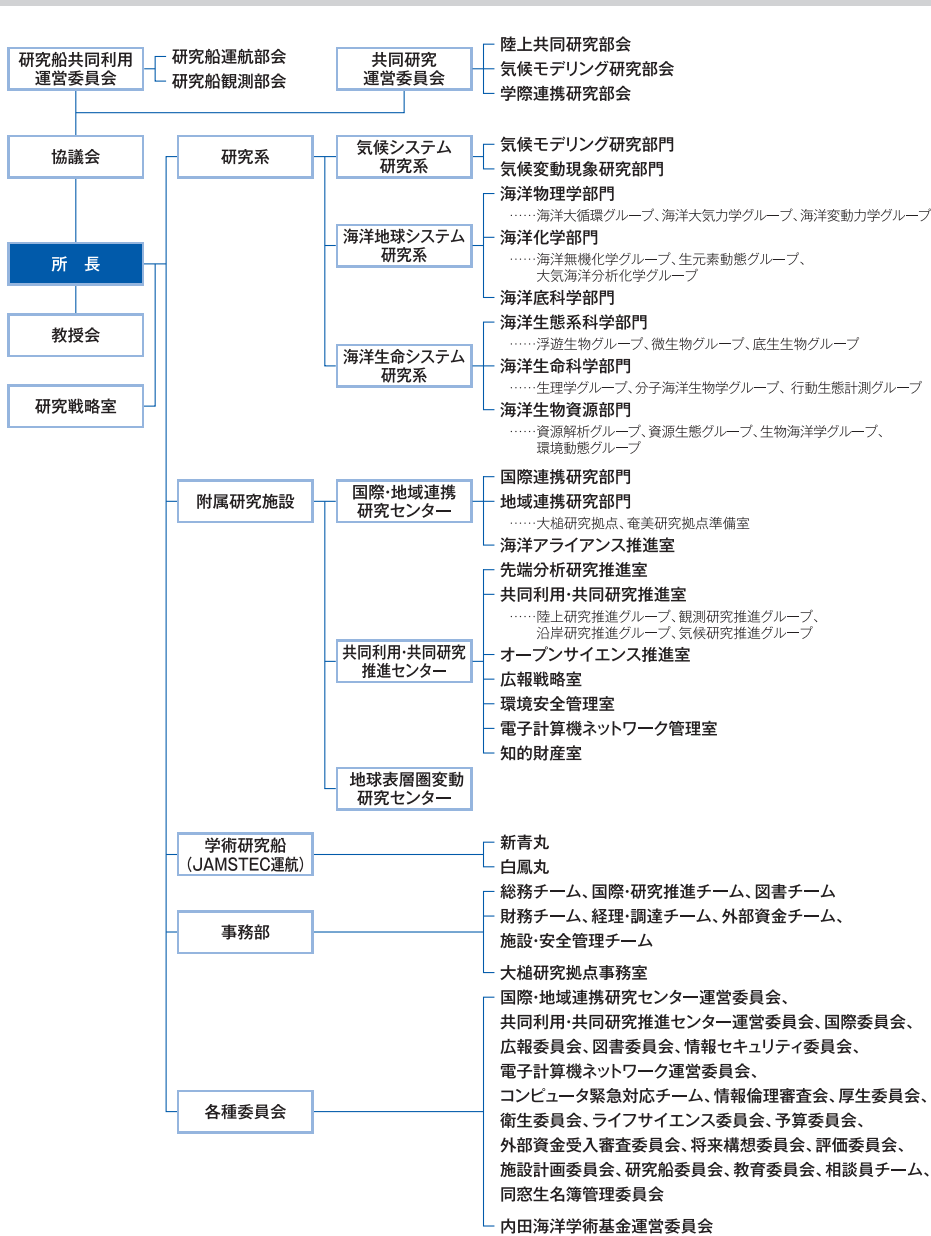 研究船共同利用
運営委員会
研究船運航部会
研究船観測部会
共同研究
運営委員会
陸上共同研究部会
気候モデリング研究部会
学際連携研究部会
協議会
所　長
教授会
研究戦略室
研究系
気候システム
研究系
気候モデリング研究部門
気候変動現象研究部門
海洋地球システム
研究系
海洋物理学部門
……海洋大循環グループ、海洋大気力学グループ、海洋変動力学グループ
海洋化学部門
……海洋無機化学グループ、生元素動態グループ、
大気海洋分析化学グループ
海洋底科学部門
海洋生命システム
研究系
海洋生態系科学部門
……浮遊生物グループ、微生物グループ、底生生物グループ
海洋生命科学部門
……生理学グループ、分子海洋生物学グループ、行動生態計測グループ
海洋生物資源部門
……資源解析グループ、資源生態グループ、生物海洋学グループ、
環境動態グループ
附属研究施設
国際・地域連携
研究センター
国際連携研究部門
地域連携研究部門
……大槌研究拠点、奄美研究拠点準備室
海洋アライアンス推進室
共同利用・共同研究
推進センター
先端分析研究推進室
共同利用・共同研究推進室
……陸上研究推進グループ、観測研究推進グループ、
沿岸研究推進グループ、気候研究推進グループ
オープンサイエンス推進室
広報戦略室
環境安全管理室
電子計算機ネットワーク管理室
知的財産室
地球表層圏変動
研究センター
学術研究船
（JAMSTEC運航）
新青丸
白鳳丸
事務部
総務チーム、国際・研究推進チーム、図書チーム
財務チーム、経理・調達チーム、外部資金チーム、
施設・安全管理チーム
大槌研究拠点事務室
各種委員会
国際・地域連携研究センター運営委員会、
共同利用・共同研究推進センター運営委員会、国際委員会、
広報委員会、図書委員会、情報セキュリティ委員会、
電子計算機ネットワーク運営委員会、
コンピュータ緊急対応チーム、情報倫理審査会、厚生委員会、
衛生委員会、ライフサイエンス委員会、予算委員会、
外部資金受入審査委員会、将来構想委員会、評価委員会、
施設計画委員会、研究船委員会、教育委員会、相談員チーム、
同窓生名簿管理委員会
内田海洋学術基金運営委員会